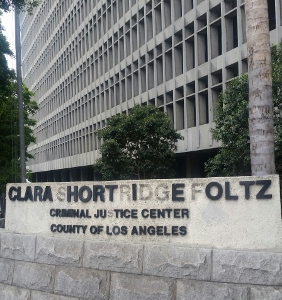 CLARA SHORTRIDGE FOLTZ
CRIMINAL JUSTICE CENTER
COUNTY OF LOS ANGELES